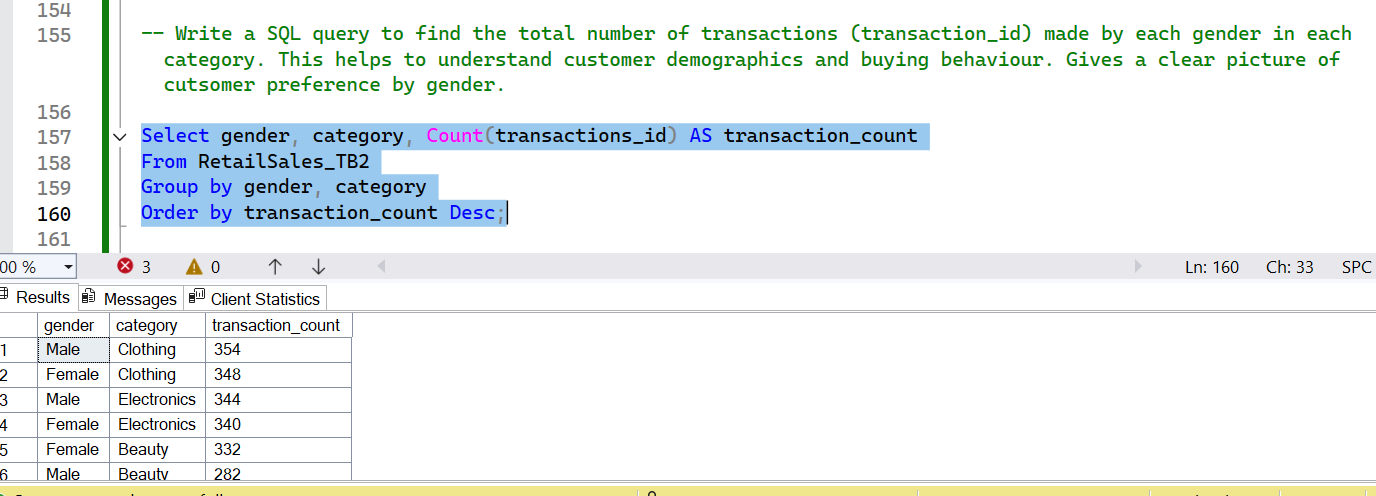 154
155 -- Write a SQL query to find the total number of transactions (transaction_id) made by each gender in each
category. This helps to understand customer demographics and buying behaviour. Gives a clear picture of
cutsomer preference by gender.
156
157 Select gender, category, Count(transactions_id) AS transaction_count
158 From RetailSales_TB2
159 Group by gender, category
160 Order by transaction_count Desc;
161
00 % 3 0 Ln: 160 Ch: 33 SPC
Results Messages Client Statistics
gender category transaction_count
1 Male Clothing 354
2 Female Clothing 348
3 Male Electronics 344
4 Female Electronics 340
5 Female Beauty 332
6 Male Beauty 282